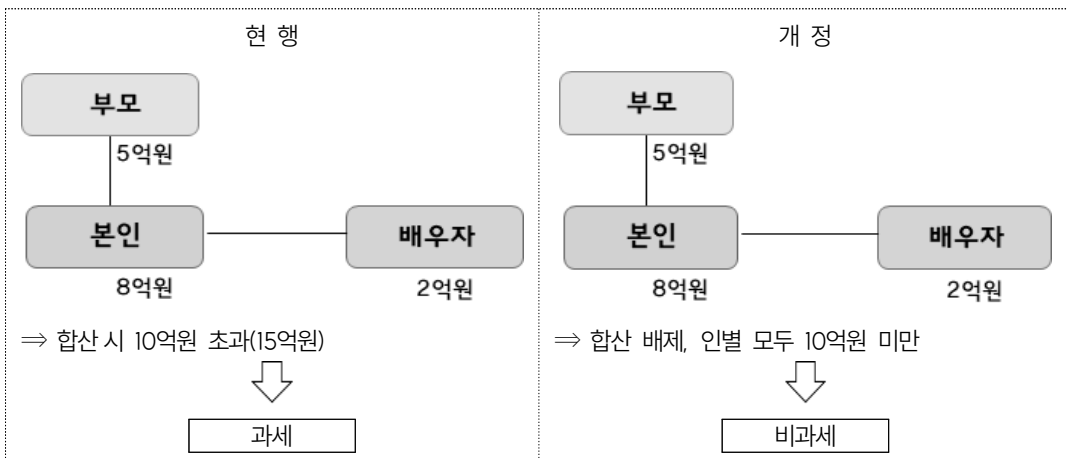 현 행
부모
5억원
본인
배우자
8억원
2억원
⇒ 합산 시 10억원 초과(15억원)
과세
개 정
부모
5억원
본인
배우자
8억원
2억원
⇒ 합산 배제, 인별 모두 10억원 미만
비과세